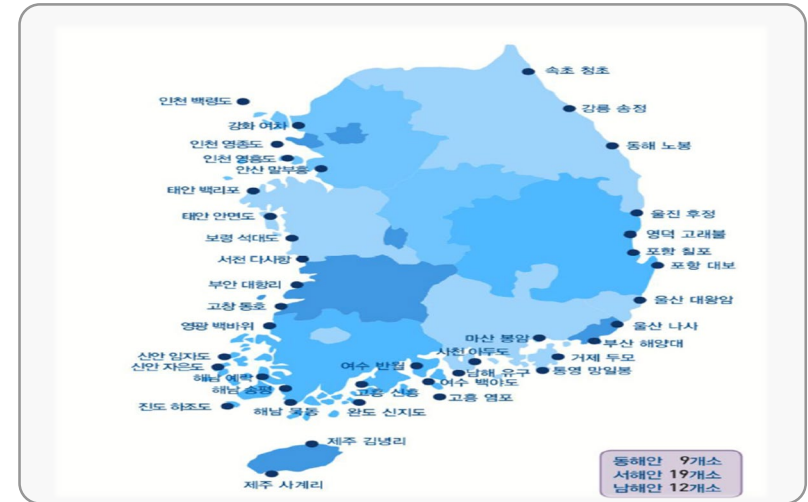 속초 청초
인천 백령도
강릉 송정
강화 여차
인천 영종도
동해 노봉
인천 영흥도
안산 말부흥
태안 백리포
태안 안면도
울진 후정
영덕 고래불
보령 석대도
포항 칠포
서천 다사항
포항 대보
부안 대항리
울산 대왕암
고창 동호
울산 나사
영광 백바위
마산 봉암
부산 해양대
사천 아두도
거제 두모
신안 임자도
여수 반월
신안 자은도
남해 유구
통영 망일봉
해남 예락
여수 백야도
해남 송평
고흥 신흥
고흥 염포
진도 하조도
완도 신지도
제주 김녕리
제주 사계리
동해안 9개소
서해안 19개소
남해안 12개소